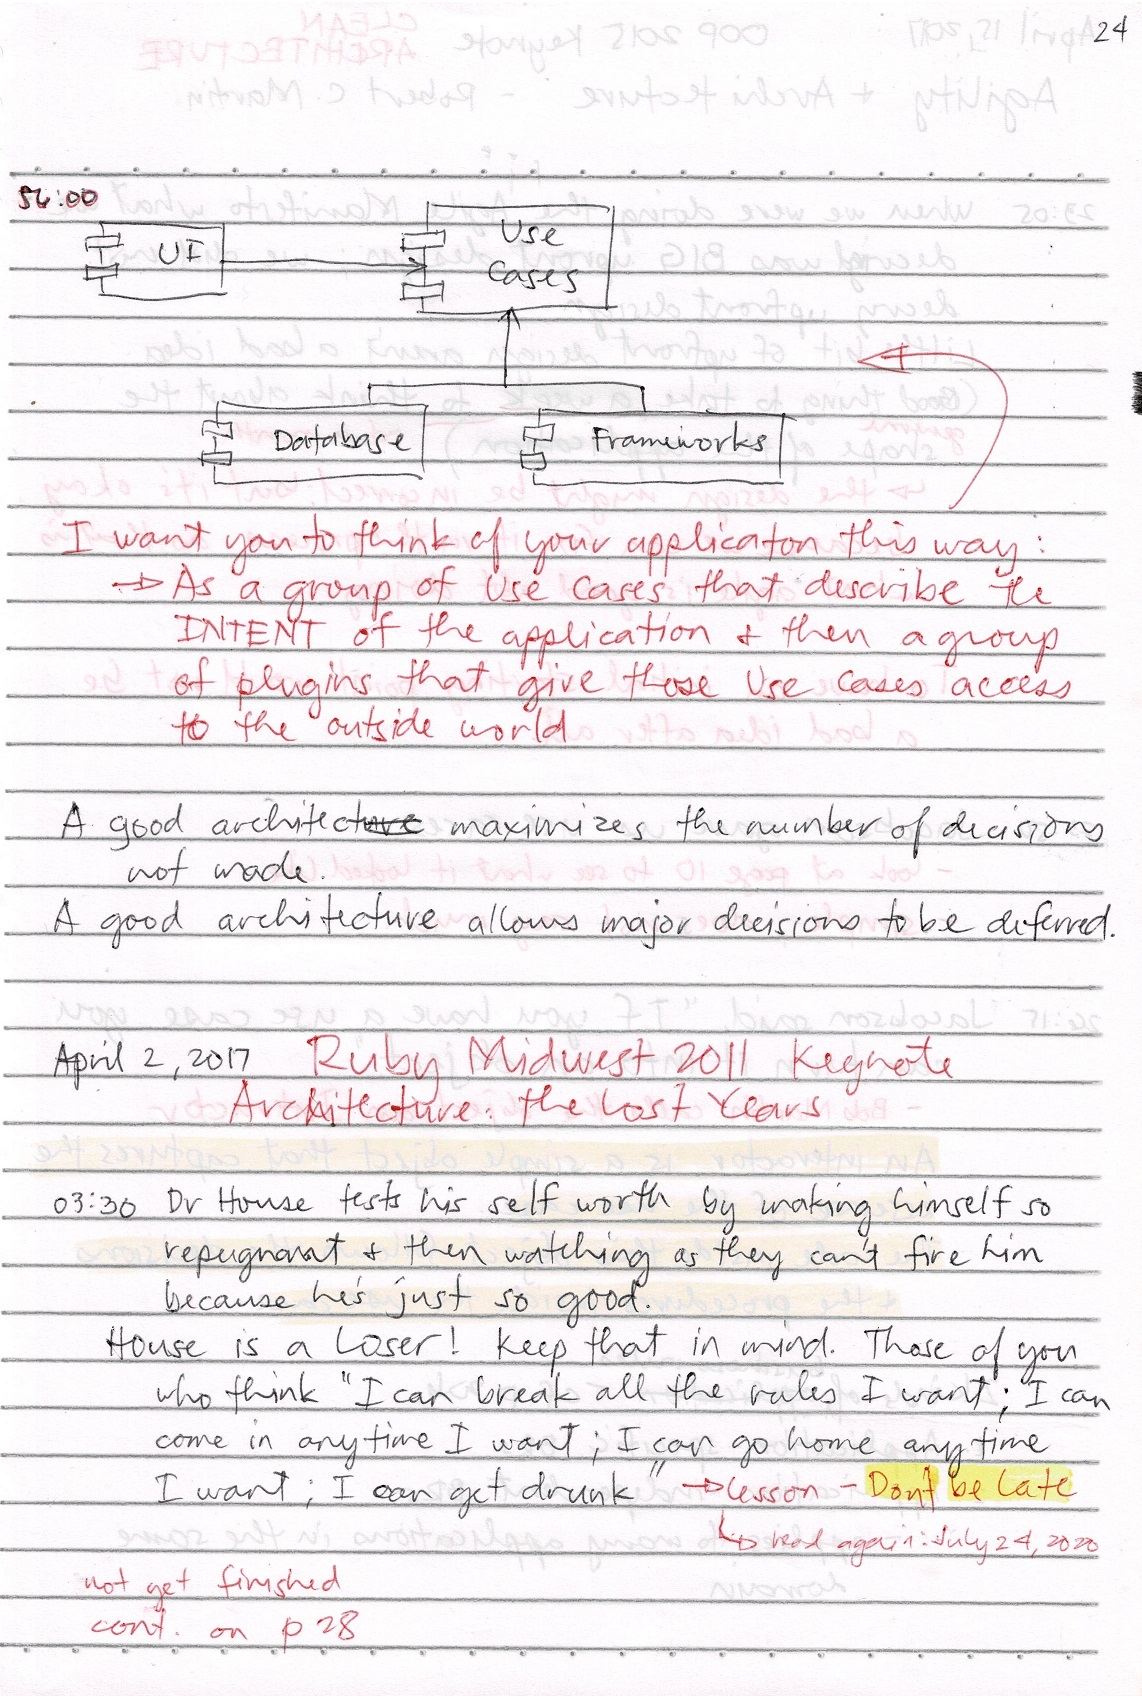 24
56:00
UI
Use
Cases
Database
Frameworks
I want you to think of your applicaton this way:
→ As a group of Use Cases that describe the
INTENT of the application & then a group
of plugins that give those Use Cases access
to the outside world
A good architecture maximizes the number of decisions
not made.
A good architecture allows major decisions to be deferred.
April 2, 2017 Ruby Midwest 2011 Keynote
Architecture: the Lost Years
03:30 Dr House tests his self worth by making himself so
repugnant & then watching as they can't fire him
because he's just so good.
House is a Loser! Keep that in mind. Those of you
who think "I can break all the rules I want; I can
come in anytime I want; I can go home anytime
I want; I can get drunk" → Lesson - Don't be Late
↳ read again: July 24, 2020
not yet finished
cont. on p 28